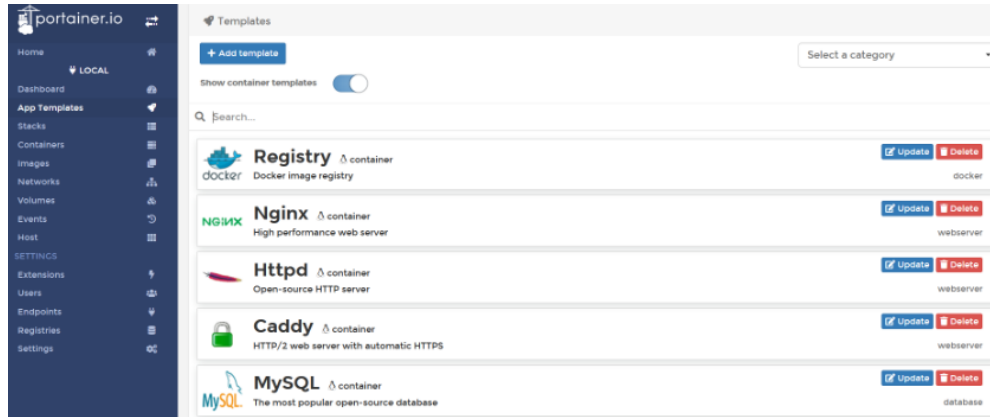 portainer.io
Home
LOCAL
Dashboard
App Templates
Stacks
Containers
Images
Networks
Volumes
Events
Host
SETTINGS
Extensions
Users
Endpoints
Registries
Settings
Templates
+ Add template
Select a category
Show container templates
Search...
docker
Registry container
Docker image registry
Update Delete
docker
NGINX
Nginx container
High performance web server
Update Delete
webserver
Httpd container
Open-source HTTP server
Update Delete
webserver
Caddy container
HTTP/2 web server with automatic HTTPS
Update Delete
webserver
MySQL
MySQL container
The most popular open-source database
Update Delete
database